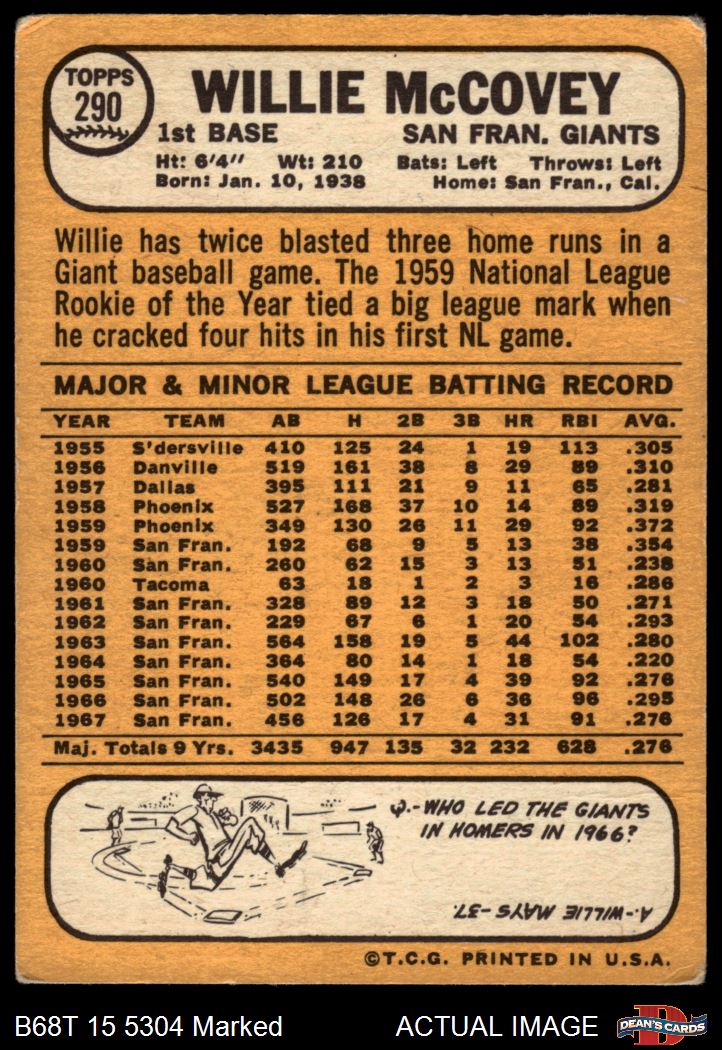 TOPPS
290
WILLIE McCOVEY
1st BASE SAN FRAN. GIANTS
Ht: 6'4" Wt: 210 Bats: Left Throws: Left
Born: Jan. 10, 1938 Home: San Fran., Cal.
Willie has twice blasted three home runs in a
Giant baseball game. The 1959 National League
Rookie of the Year tied a big league mark when
he cracked four hits in his first NL game.
MAJOR & MINOR LEAGUE BATTING RECORD
YEAR TEAM AB H 2B 3B HR RBI AVG.
1955 S'dersville 410 125 24 1 19 113 .305
1956 Danville 519 161 38 8 29 89 .310
1957 Dallas 395 111 21 9 11 65 .281
1958 Phoenix 527 168 37 10 14 89 .319
1959 Phoenix 349 130 26 11 29 92 .372
1959 San Fran. 192 68 9 5 13 38 .354
1960 San Fran. 260 62 15 3 13 51 .238
1960 Tacoma 63 18 1 2 3 16 .286
1961 San Fran. 328 89 12 3 18 50 .271
1962 San Fran. 229 67 6 1 20 54 .293
1963 San Fran. 564 158 19 5 44 102 .280
1964 San Fran. 364 80 14 1 18 54 .220
1965 San Fran. 540 149 17 4 39 92 .276
1966 San Fran. 502 148 26 6 36 96 .295
1967 San Fran. 456 126 17 4 31 91 .276
Maj. Totals 9 Yrs. 3435 947 135 32 232 628 .276
Q.-WHO LED THE GIANTS
IN HOMERS IN 1966?
A.-WILLIE MAYS-37.
©T.C.G. PRINTED IN U.S.A.
B68T 15 5304 Marked ACTUAL IMAGE
D
DEAN'S CARDS